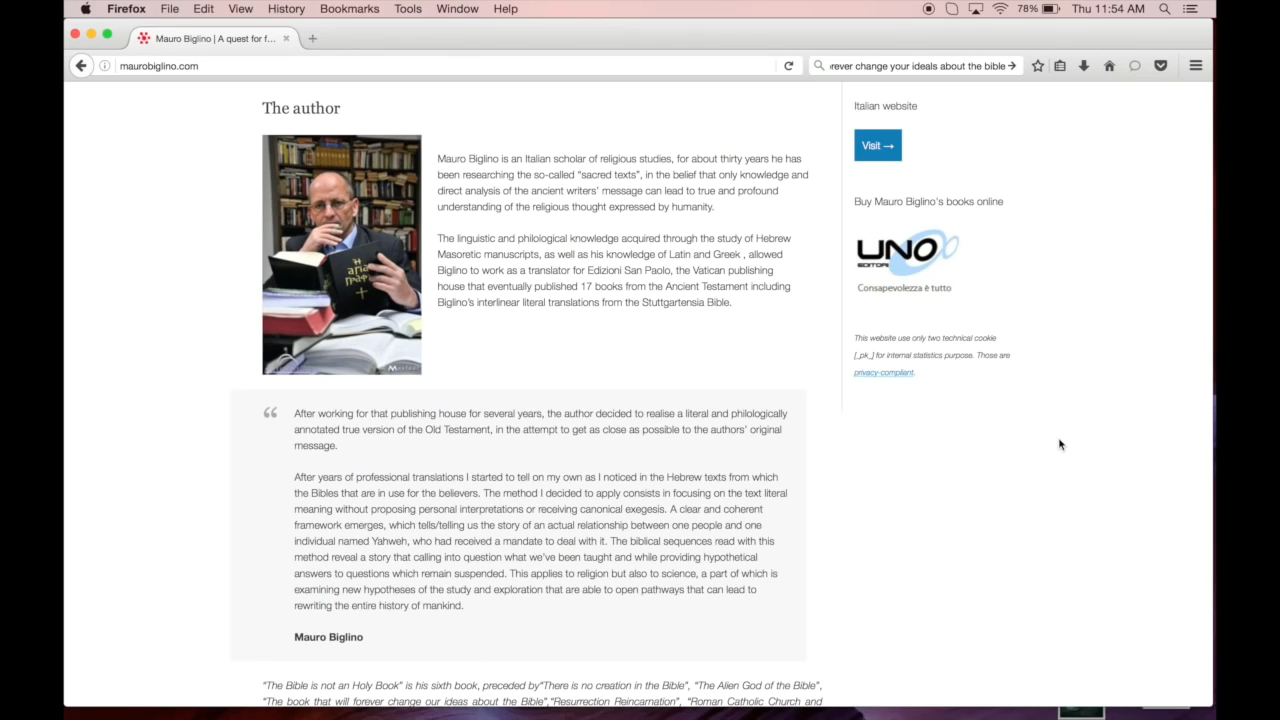 Firefox File Edit View History Bookmarks Tools Window Help 78% Thu 11:54 AM
Mauro Biglino | A quest for f...
maurobiglino.com
rever change your ideals about the bible
The author
Mauro Biglino is an Italian scholar of religious studies, for about thirty years he has
been researching the so-called “sacred texts”, in the belief that only knowledge and
direct analysis of the ancient writers’ message can lead to true and profound
understanding of the religious thought expressed by humanity.
The linguistic and philological knowledge acquired through the study of Hebrew
Masoretic manuscripts, as well as his knowledge of Latin and Greek , allowed
Biglino to work as a translator for Edizioni San Paolo, the Vatican publishing
house that eventually published 17 books from the Ancient Testament including
Biglino’s interlinear literal translations from the Stuttgartensia Bible.
“ After working for that publishing house for several years, the author decided to realise a literal and philologically
annotated true version of the Old Testament, in the attempt to get as close as possible to the authors’ original
message.
After years of professional translations I started to tell on my own as I noticed in the Hebrew texts from which
the Bibles that are in use for the believers. The method I decided to apply consists in focusing on the text literal
meaning without proposing personal interpretations or receiving canonical exegesis. A clear and coherent
framework emerges, which tells/telling us the story of an actual relationship between one people and one
individual named Yahweh, who had received a mandate to deal with it. The biblical sequences read with this
method reveal a story that calling into question what we’ve been taught and while providing hypothetical
answers to questions which remain suspended. This applies to religion but also to science, a part of which is
examining new hypotheses of the study and exploration that are able to open pathways that can lead to
rewriting the entire history of mankind.
Mauro Biglino
“The Bible is not an Holy Book” is his sixth book, preceded by“There is no creation in the Bible”, “The Alien God of the Bible”,
“The book that will forever change our ideas about the Bible”,“Resurrection Reincarnation”, “Roman Catholic Church and
Italian website
Visit →
Buy Mauro Biglino's books online
UNO
EDITORI
Consapevolezza è tutto
This website use only two technical cookie
[_pk_] for internal statistics purpose. Those are
privacy-compliant.